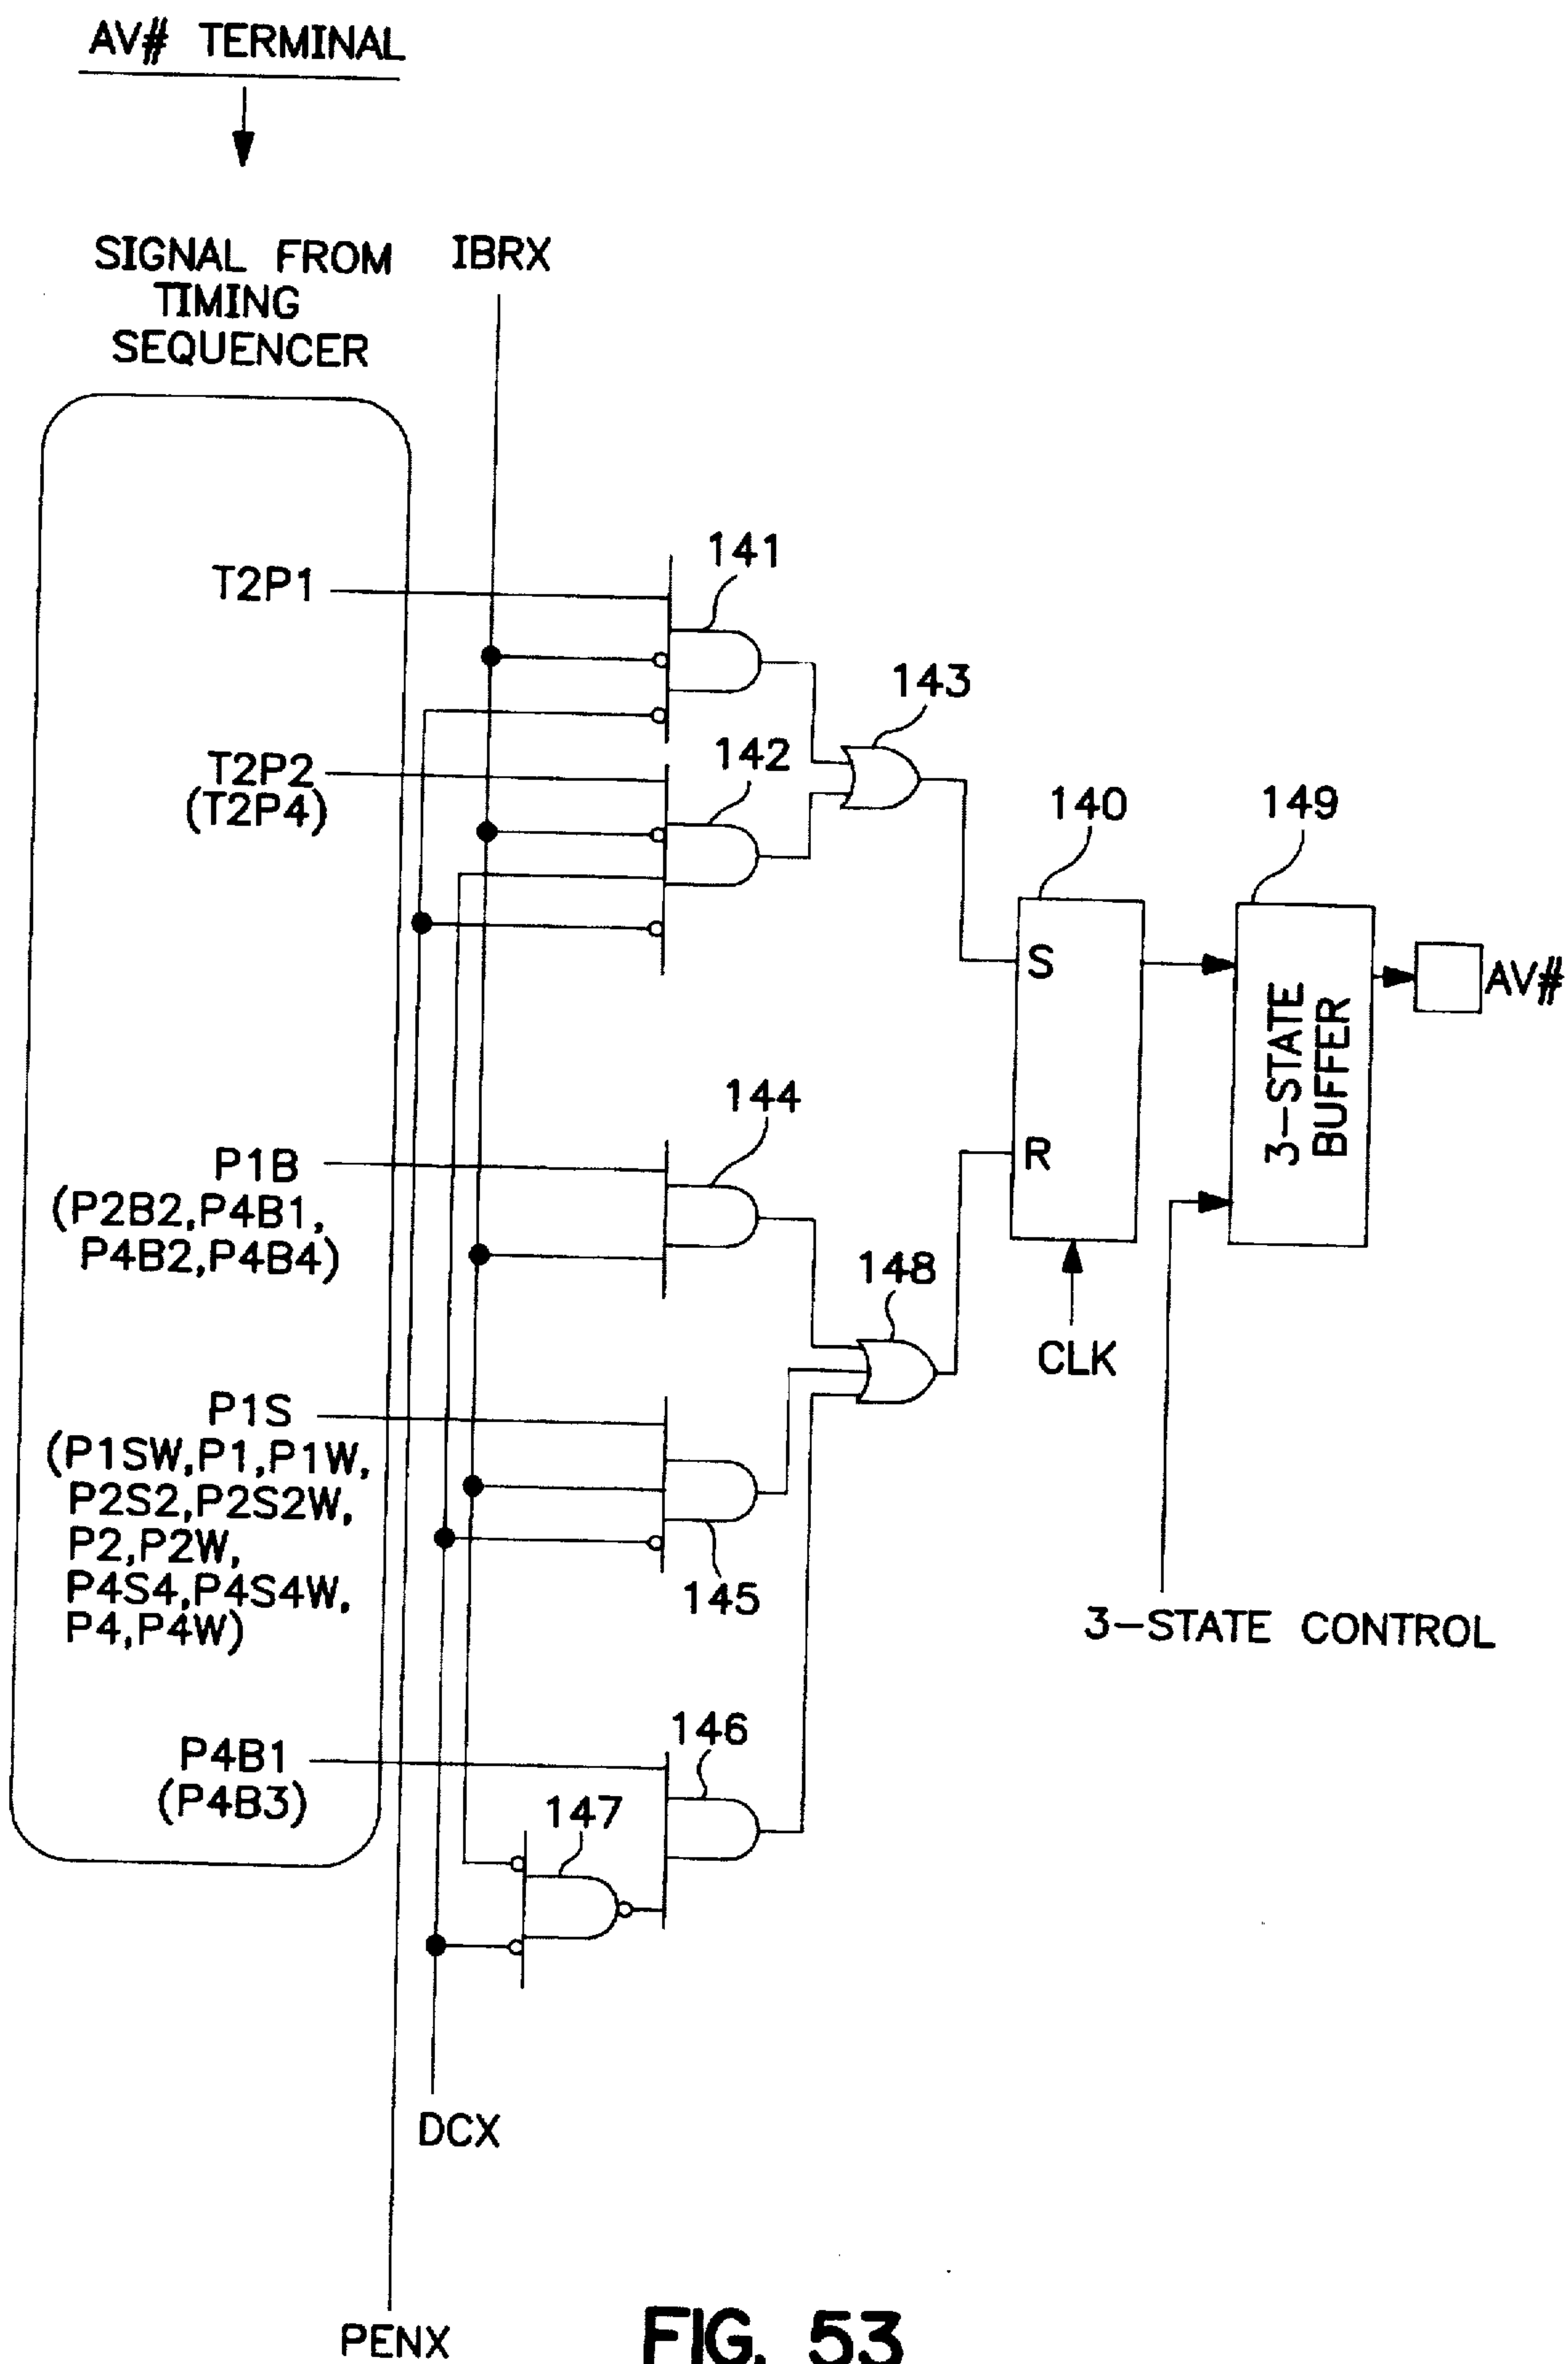 AV# TERMINAL
SIGNAL FROM
TIMING
SEQUENCER
IBRX
T2P1
141
143
T2P2
(T2P4)
142
140
149
S
AV#
3-STATE
BUFFER
P1B
(P2B2,P4B1,
P4B2,P4B4)
144
R
148
CLK
P1S
(P1SW,P1,P1W,
P2S2,P2S2W,
P2,P2W,
P4S4,P4S4W,
P4,P4W)
145
3-STATE CONTROL
P4B1
(P4B3)
146
147
DCX
PENX
FIG. 53